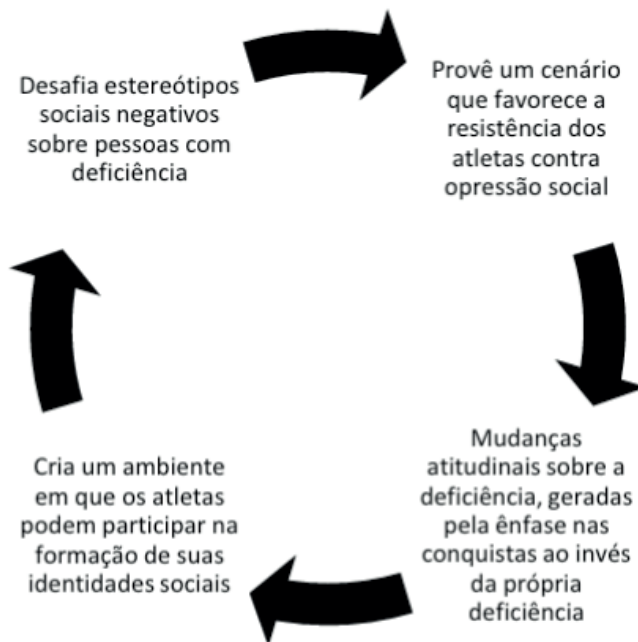 Desafia estereótipos
sociais negativos
sobre pessoas com
deficiência
Provê um cenário
que favorece a
resistência dos
atletas contra
opressão social
Mudanças
atitudinais sobre a
deficiência, geradas
pela ênfase nas
conquistas ao invés
da própria
deficiência
Cria um ambiente
em que os atletas
podem participar na
formação de suas
identidades sociais